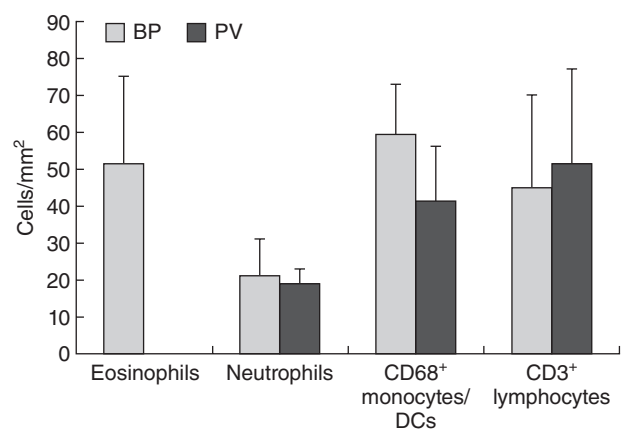 BP PV
Cells/mm²
90
80
70
60
50
40
30
20
10
0
Eosinophils Neutrophils CD68⁺ CD3⁺
monocytes/ lymphocytes
DCs